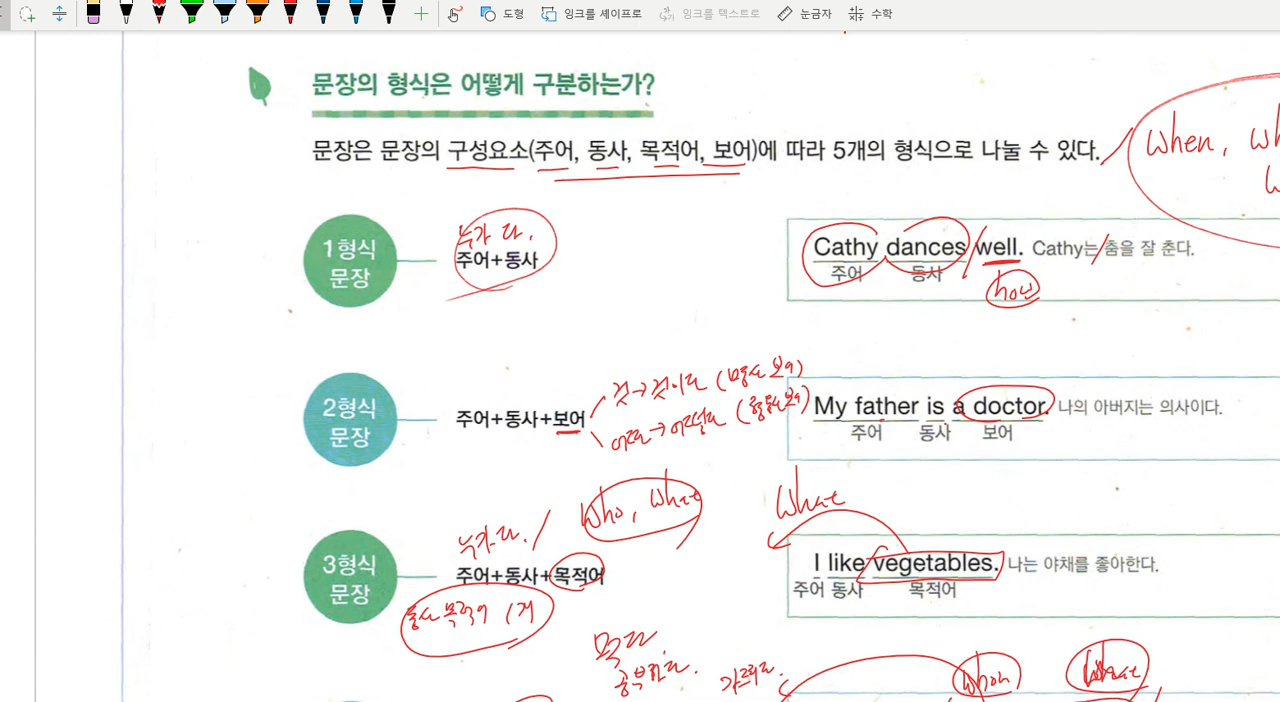 도형 잉크를 셰이프로 잉크를 텍스트로 눈금자 수학
문장의 형식은 어떻게 구분하는가?
문장은 문장의 구성요소(주어, 동사, 목적어, 보어)에 따라 5개의 형식으로 나눌 수 있다.
when,
1형식
문장
누가 다.
주어+동사
Cathy dances well. Cathy는 춤을 잘 춘다.
주어 동사
how
2형식
문장
주어+동사+보어
My father is a doctor. 나의 아버지는 의사이다.
주어 동사 보어
who, what
what
3형식
문장
누가 다.
주어+동사+목적어
I like vegetables. 나는 야채를 좋아한다.
주어 동사 목적어
what